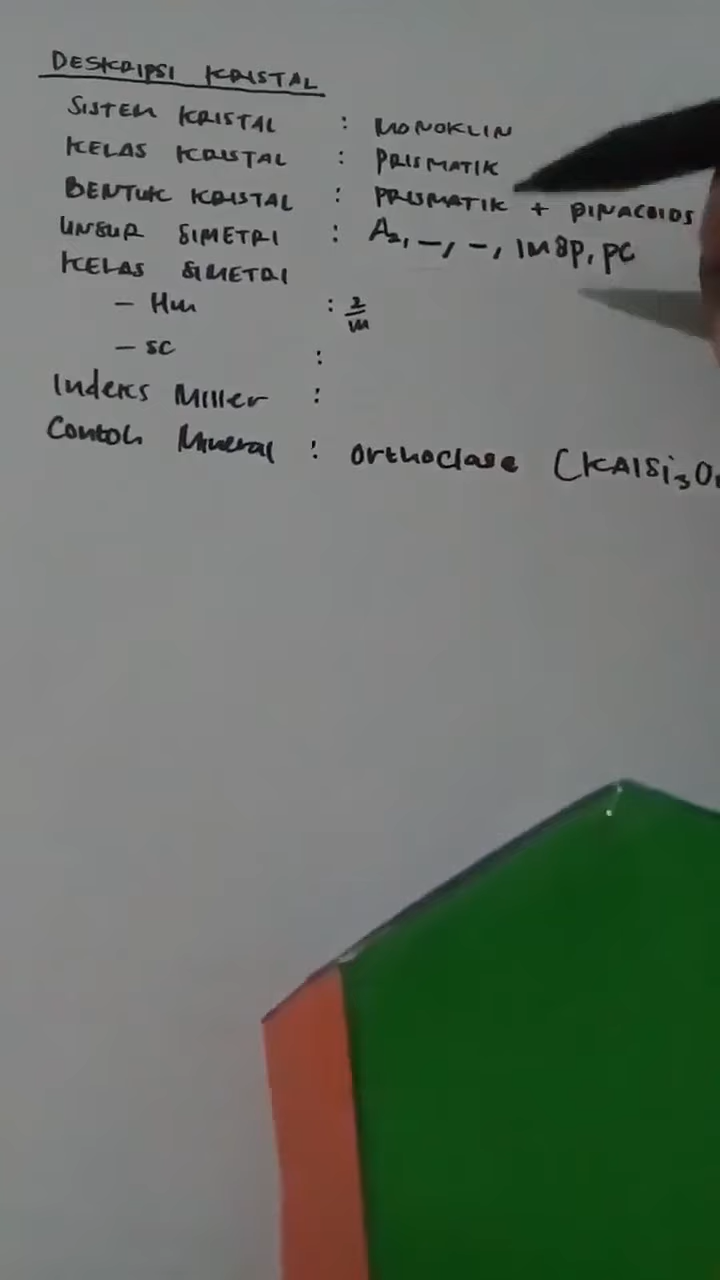 DESKRIPSI KRISTAL
SISTEM KRISTAL : MONOKLIN
KELAS KRISTAL : PRISMATIK
BENTUK KRISTAL : PRISMATIK + PINACOIDS
UNSUR SIMETRI : A₂, –, –, 1M8P, PC
KELAS SIMETRI
– Hm : 2/m
– SC :
Indeks Miller :
Contoh Mineral : Orthoclase (KAlSi₃O